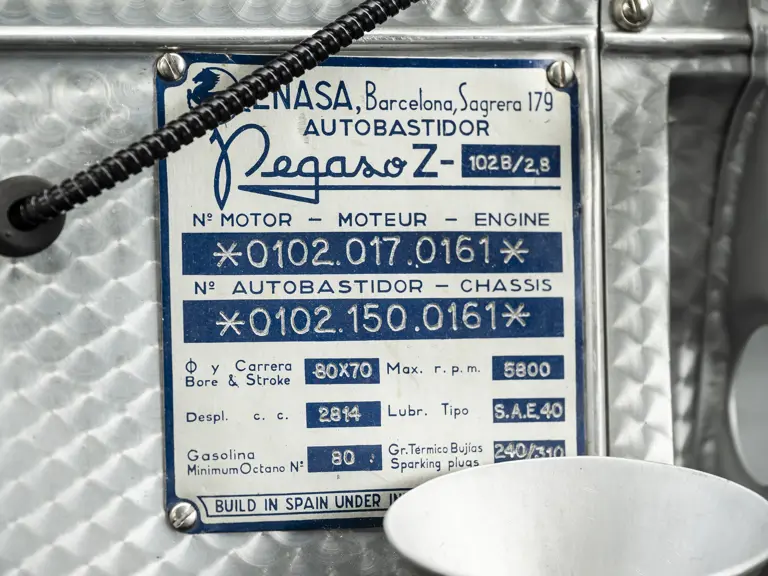 ENASA, Barcelona, Sagrera 179
AUTOBASTIDOR
Pegaso Z- 102B/2,8
Nº MOTOR - MOTEUR - ENGINE
*0102.017.0161*
Nº AUTOBASTIDOR - CHASSIS
*0102.150.0161*
Φ y Carrera
Bore & Stroke
80X70
Max. r.p.m.
5800
Despl. c. c.
2814
Lubr. Tipo
S.A.E.40
Gasolina
Minimum Octano Nº
80
Gr. Térmico Bujías
Sparking plugs
240/310
BUILD IN SPAIN UNDER